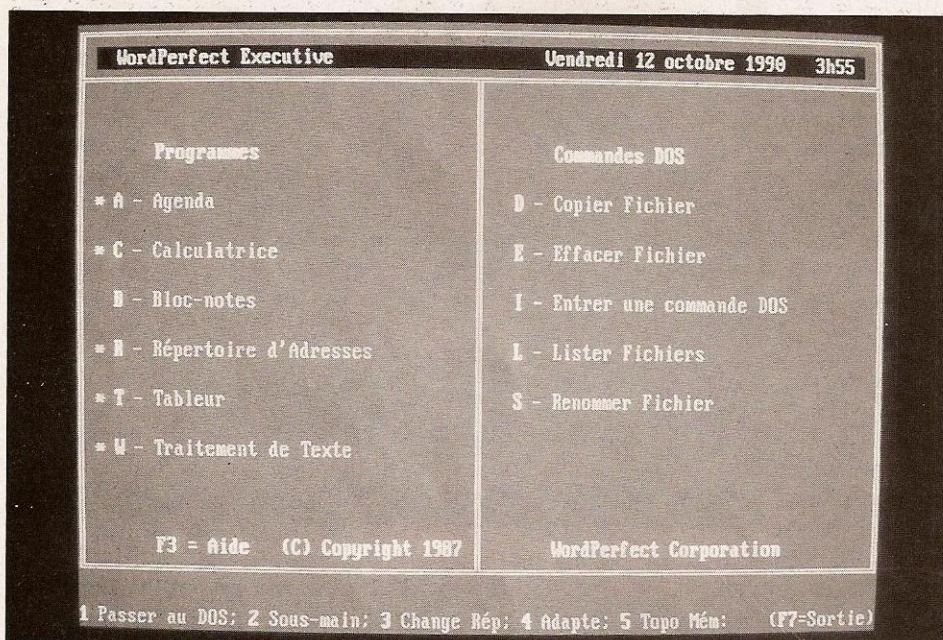 WordPerfect Executive Vendredi 12 octobre 1990 3h55
Programmes
* A - Agenda
* C - Calculatrice
B - Bloc-notes
* R - Répertoire d'Adresses
* T - Tableur
* W - Traitement de Texte
F3 = Aide (C) Copyright 1987
Commandes DOS
D - Copier Fichier
E - Effacer Fichier
I - Entrer une commande DOS
L - Lister Fichiers
S - Renommer Fichier
WordPerfect Corporation
1 Passer au DOS; 2 Sous-main; 3 Change Rép; 4 Adapte; 5 Topo Mém: (F7=Sortie)